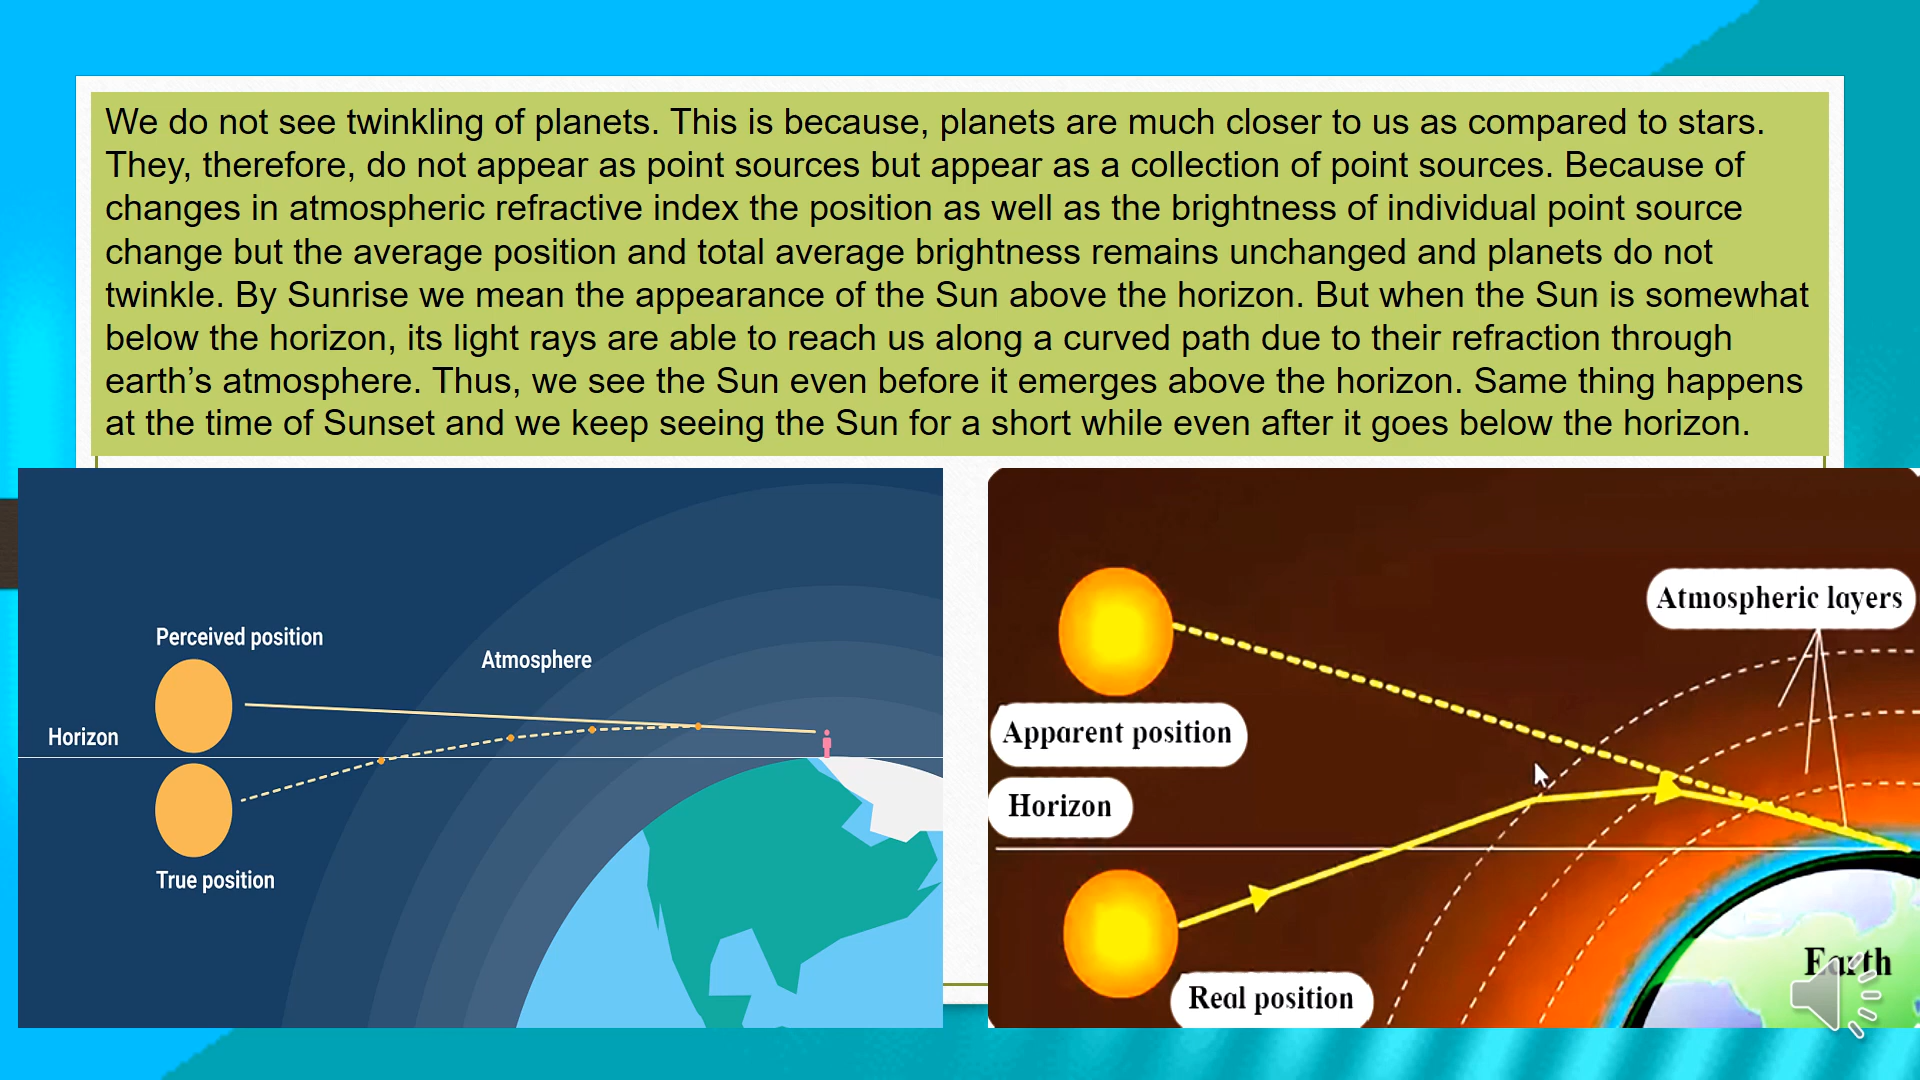 We do not see twinkling of planets. This is because, planets are much closer to us as compared to stars.
They, therefore, do not appear as point sources but appear as a collection of point sources. Because of
changes in atmospheric refractive index the position as well as the brightness of individual point source
change but the average position and total average brightness remains unchanged and planets do not
twinkle. By Sunrise we mean the appearance of the Sun above the horizon. But when the Sun is somewhat
below the horizon, its light rays are able to reach us along a curved path due to their refraction through
earth’s atmosphere. Thus, we see the Sun even before it emerges above the horizon. Same thing happens
at the time of Sunset and we keep seeing the Sun for a short while even after it goes below the horizon.
Perceived position
Atmosphere
Horizon
True position
Atmospheric layers
Apparent position
Horizon
Real position
Earth